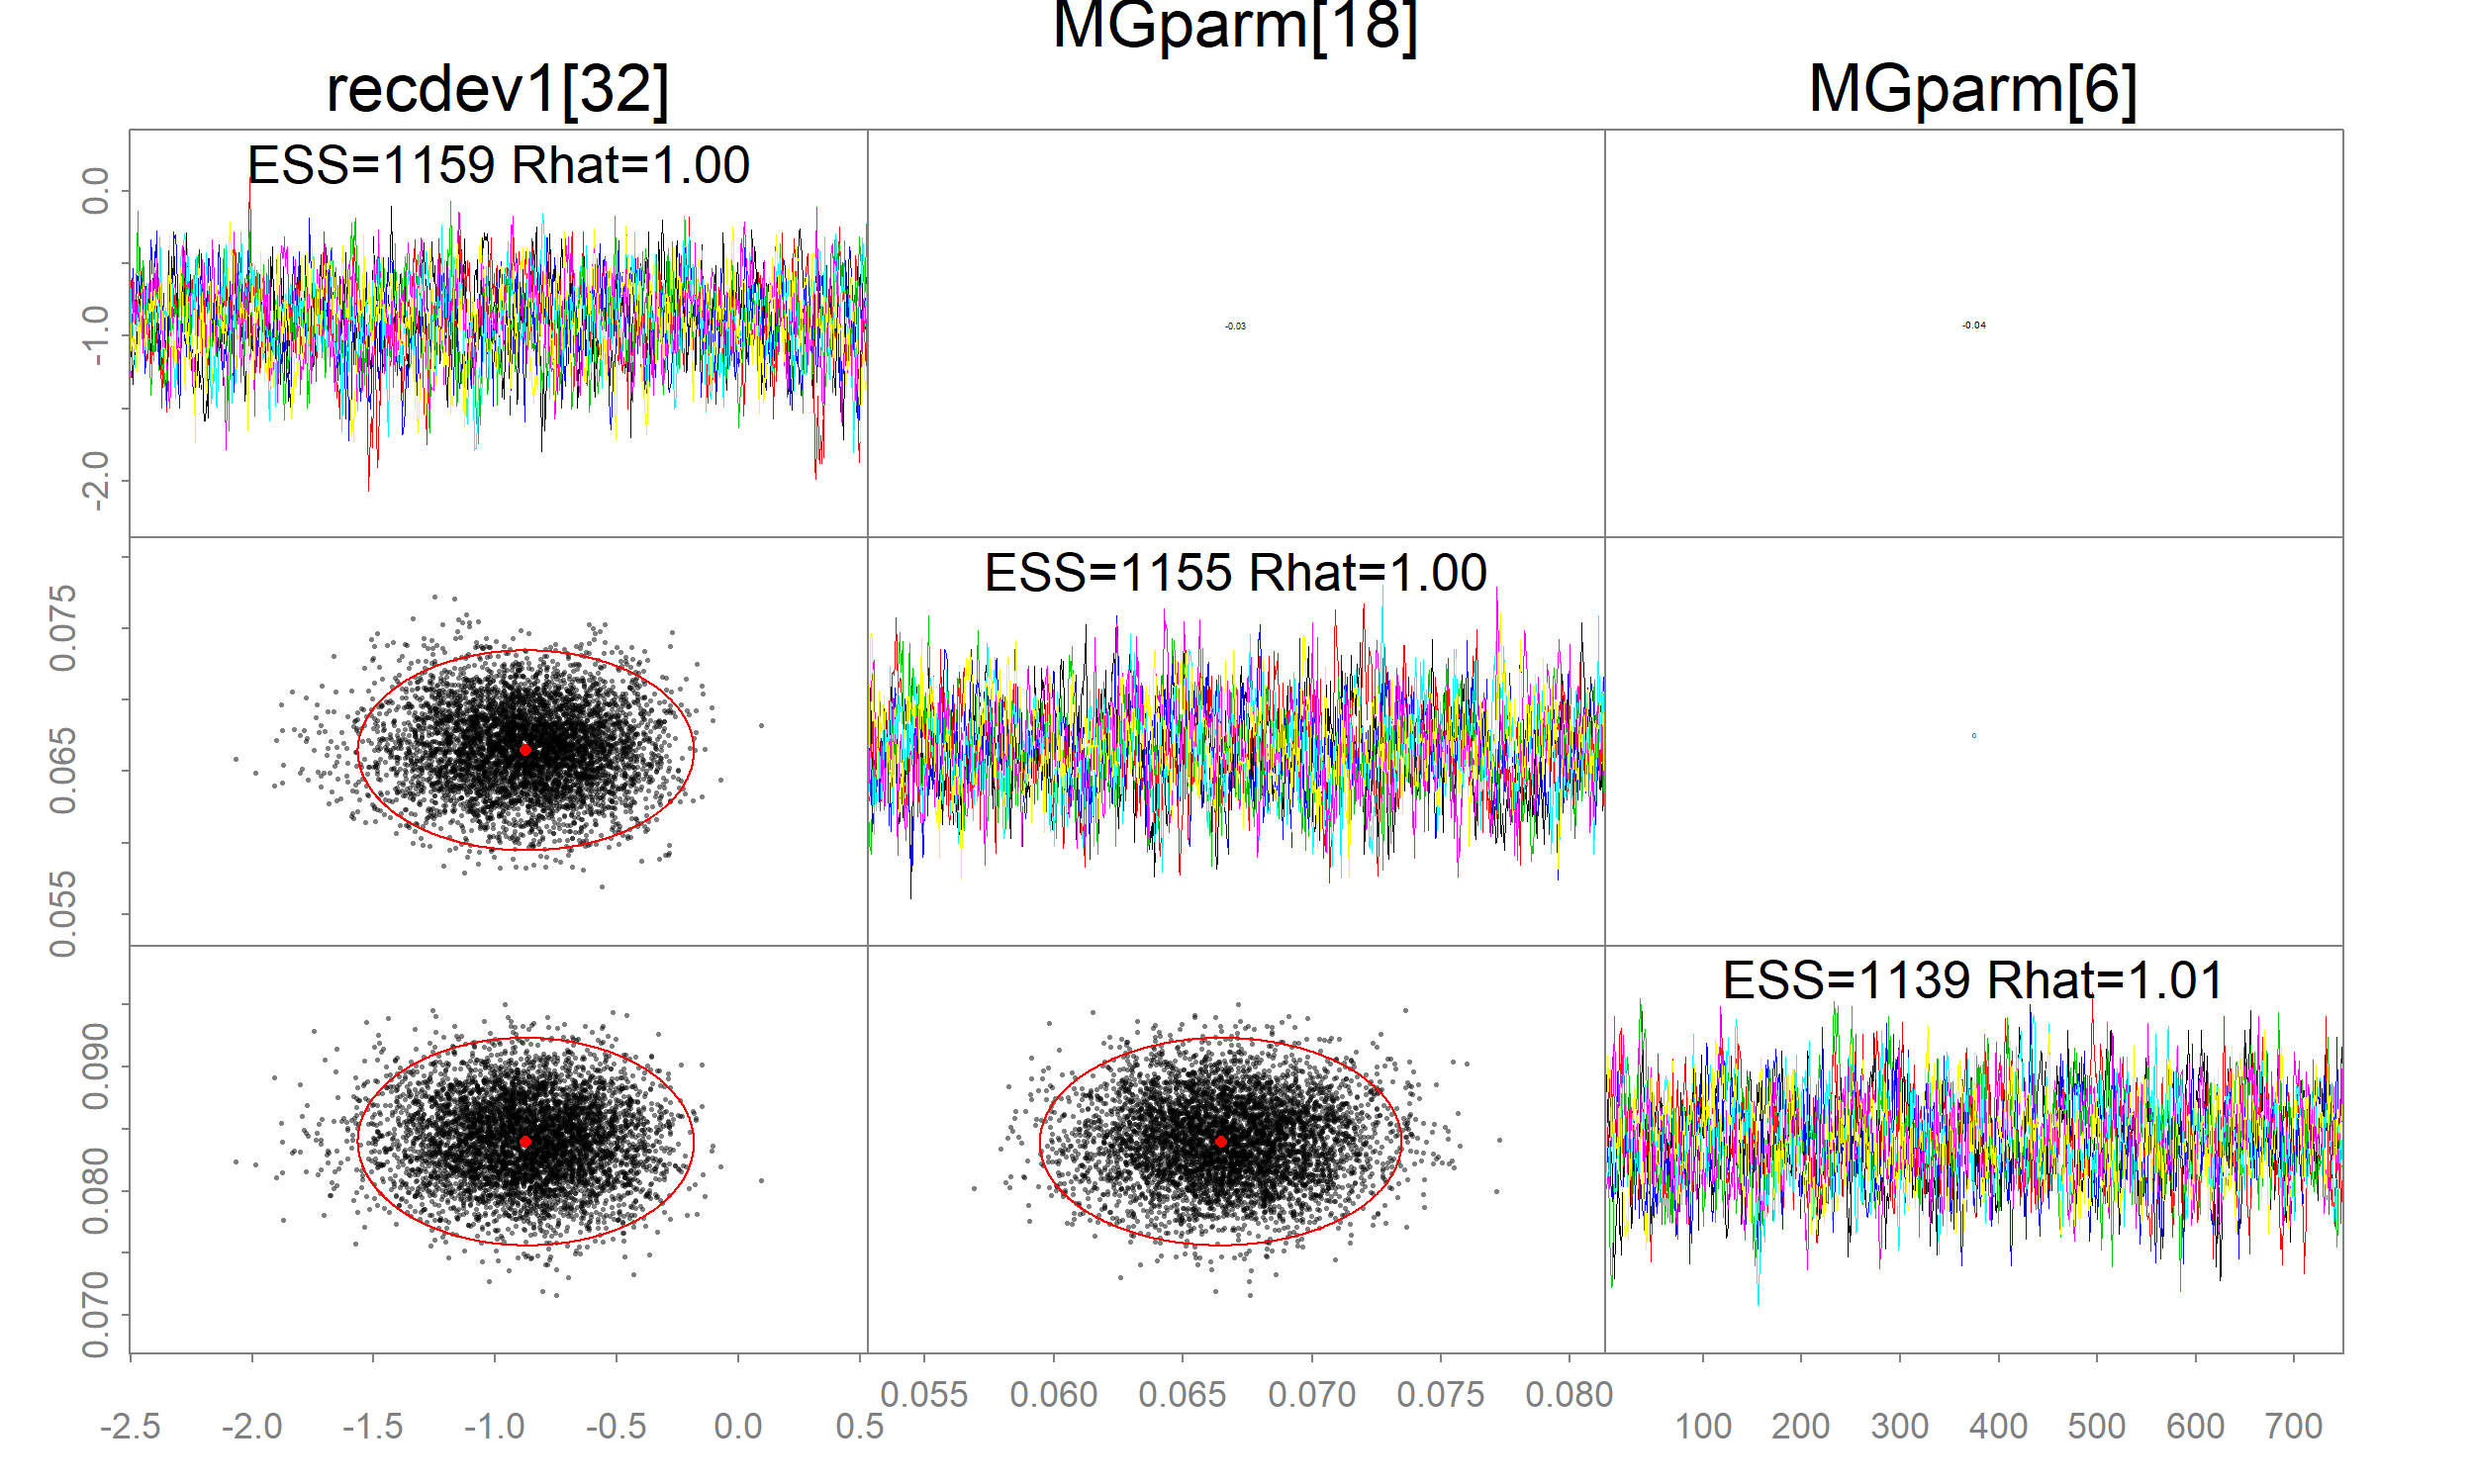 MGparm[18]
recdev1[32]
MGparm[6]
ESS=1159 Rhat=1.00
-0.03
-0.04
0.0
-1.0
-2.0
ESS=1155 Rhat=1.00
0
0.075
0.065
0.055
ESS=1139 Rhat=1.01
0.090
0.080
0.070
0.055 0.060 0.065 0.070 0.075 0.080
-2.5 -2.0 -1.5 -1.0 -0.5 0.0 0.5
100 200 300 400 500 600 700